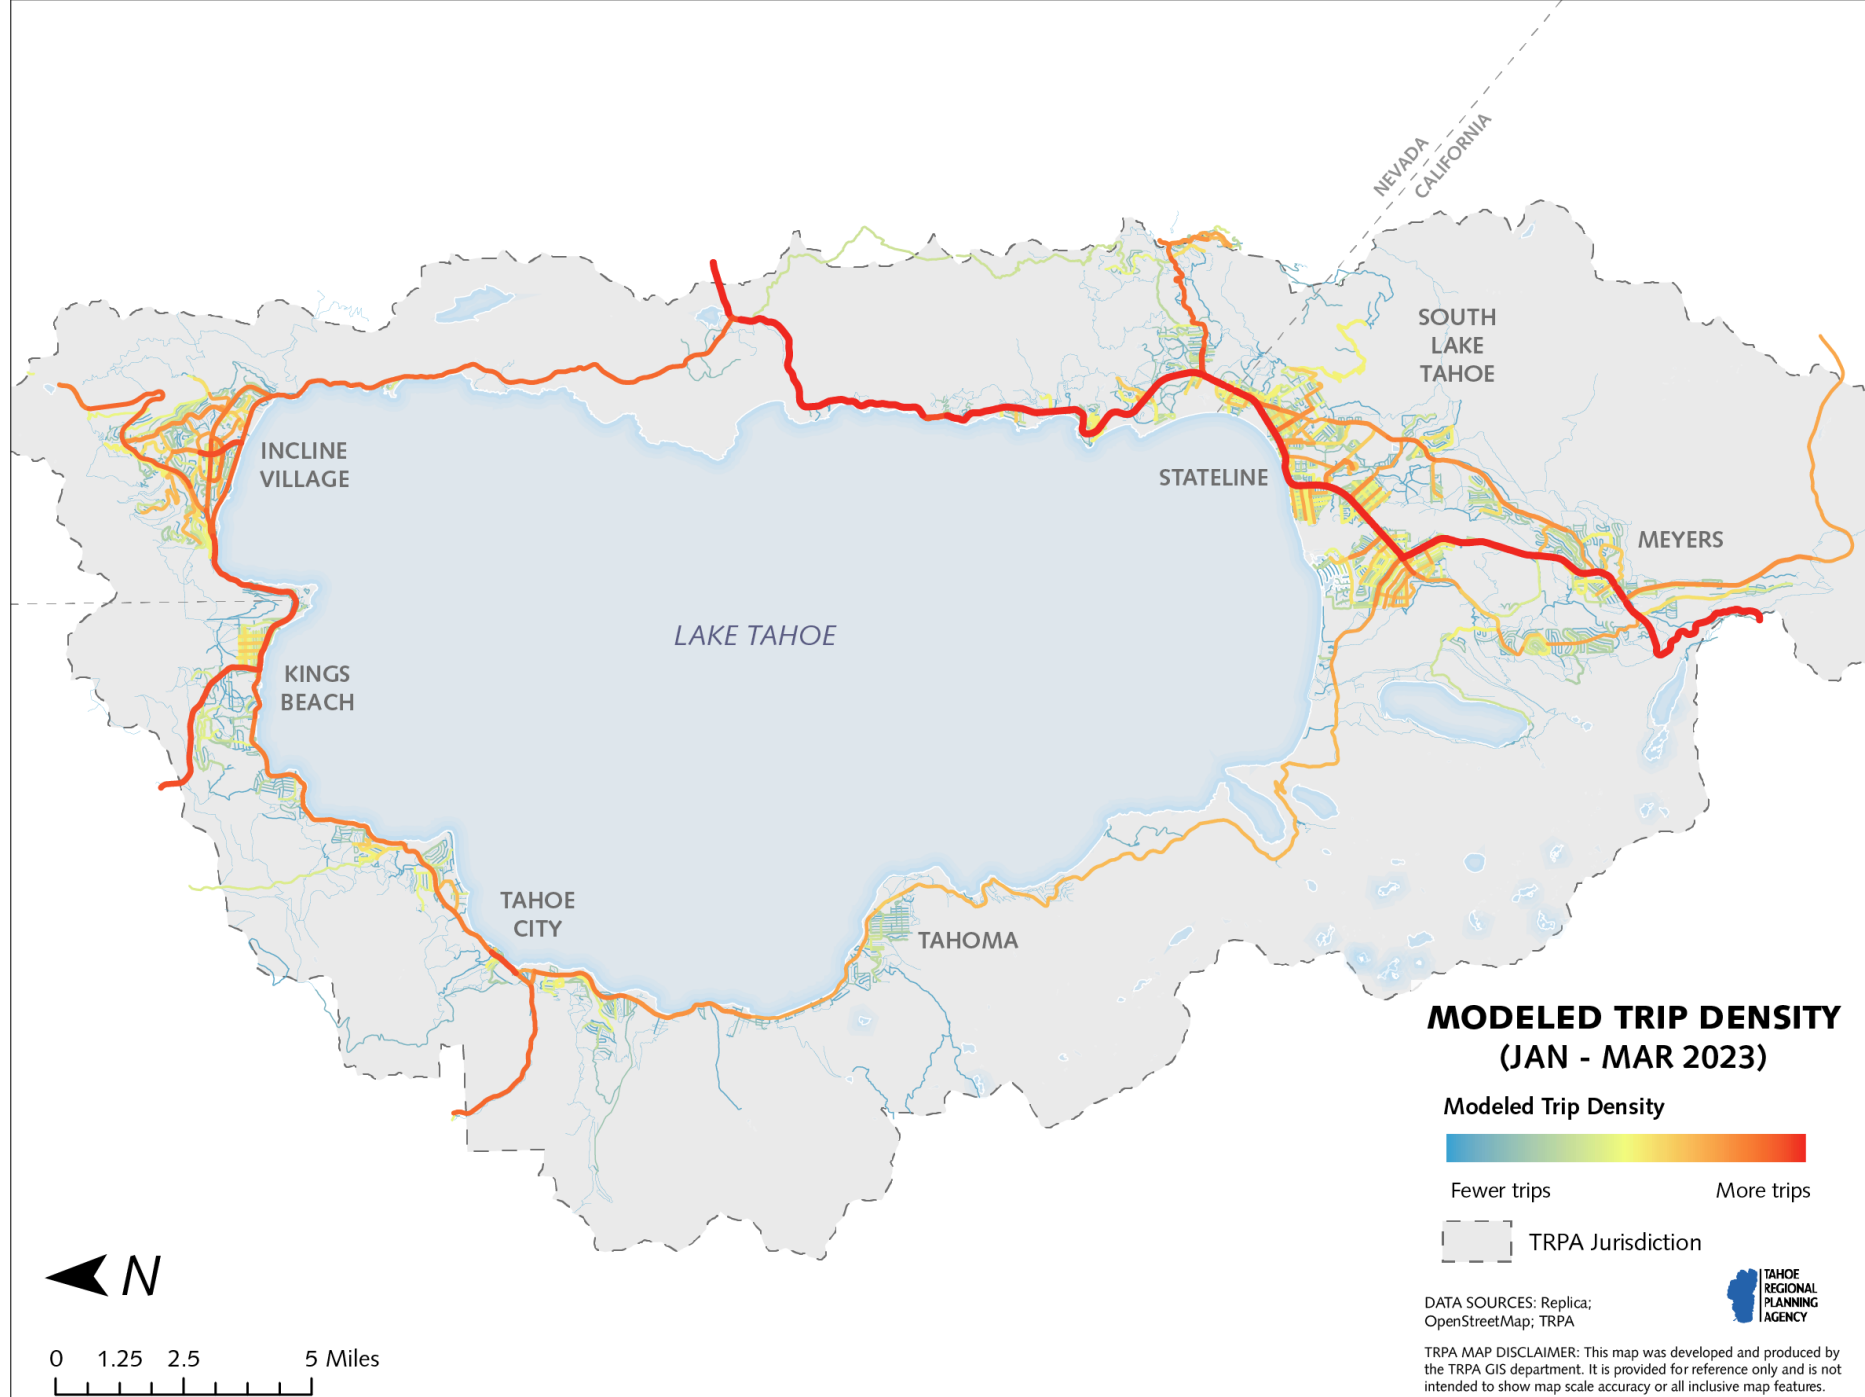 NEVADA
CALIFORNIA
SOUTH
LAKE
TAHOE
INCLINE
VILLAGE
STATELINE
MEYERS
LAKE TAHOE
KINGS
BEACH
TAHOE
CITY
TAHOMA
MODELED TRIP DENSITY
(JAN - MAR 2023)
Modeled Trip Density
Fewer trips More trips
TRPA Jurisdiction
N
TAHOE
REGIONAL
PLANNING
AGENCY
DATA SOURCES: Replica;
OpenStreetMap; TRPA
0 1.25 2.5 5 Miles
TRPA MAP DISCLAIMER: This map was developed and produced by
the TRPA GIS department. It is provided for reference only and is not
intended to show map scale accuracy or all inclusive map features.